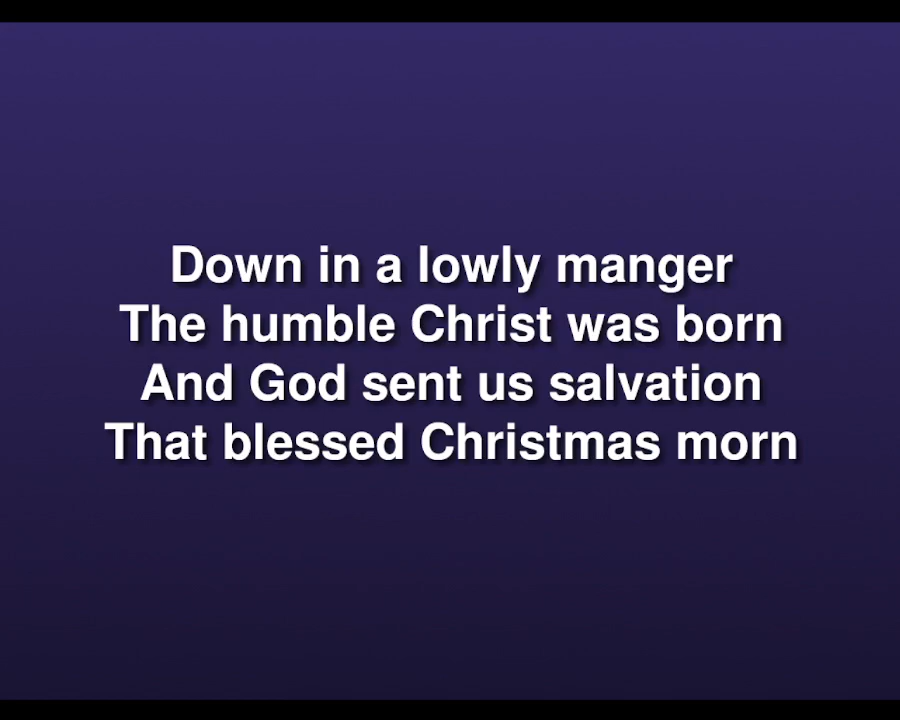 Down in a lowly manger
The humble Christ was born
And God sent us salvation
That blessed Christmas morn